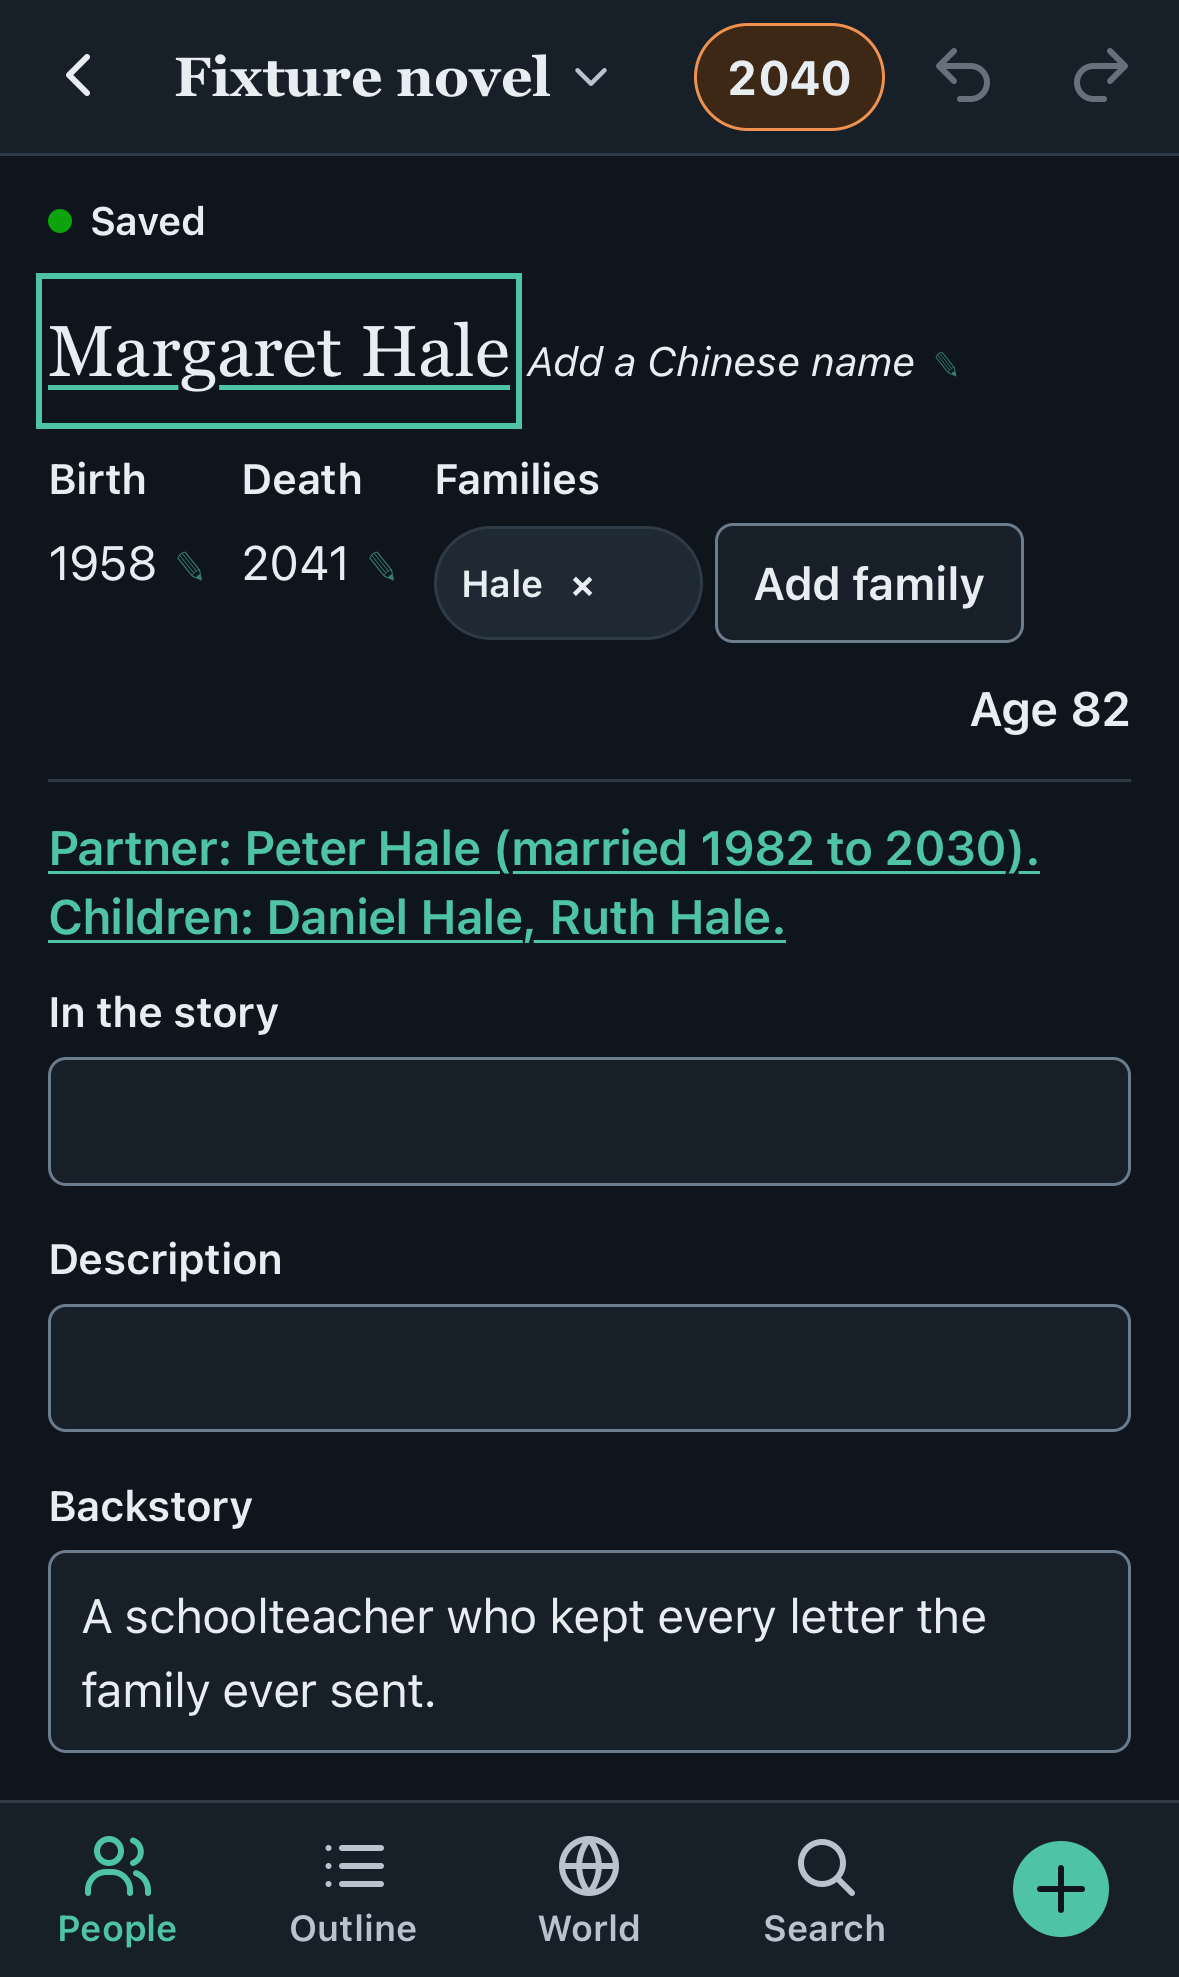 Fixture novel
2040
Saved
Margaret Hale Add a Chinese name
Birth Death Families
1958 2041 Hale × Add family
Age 82
Partner: Peter Hale (married 1982 to 2030).
Children: Daniel Hale, Ruth Hale.
In the story
Description
Backstory
A schoolteacher who kept every letter the
family ever sent.
People Outline World Search